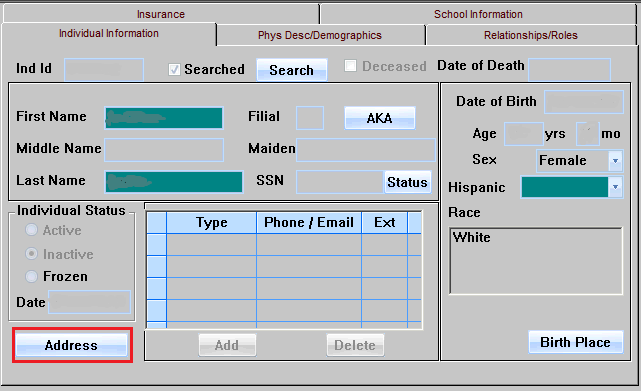 Insurance School Information
Individual Information Phys Desc/Demographics Relationships/Roles
Ind Id Searched Search Deceased Date of Death
First Name Filial AKA
Middle Name Maiden
Last Name SSN Status
Date of Birth
Age yrs mo
Sex Female
Hispanic
Race
White
Individual Status
Active
Inactive
Frozen
Date
Type Phone / Email Ext
Address Add Delete Birth Place